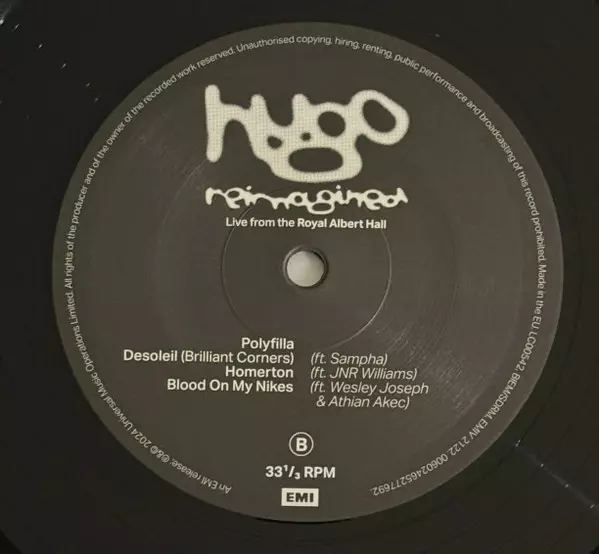 hugo
reimagined
Live from the Royal Albert Hall
Polyfilla
Desoleil (Brilliant Corners) (ft. Sampha)
Homerton (ft. JNR Williams)
Blood On My Nikes (ft. Wesley Joseph
& Athian Akec)
B
33 1/3 RPM
EMI
An EMI release; ℗&© 2024 Universal Music Operations Limited. All rights of the producer and of the owner of the recorded work reserved. Unauthorised copying, hiring, renting, public performance and broadcasting of this record prohibited. Made in the EU. LC00542 BIEM/SDRM. EMIV 2122. 00602465277692.